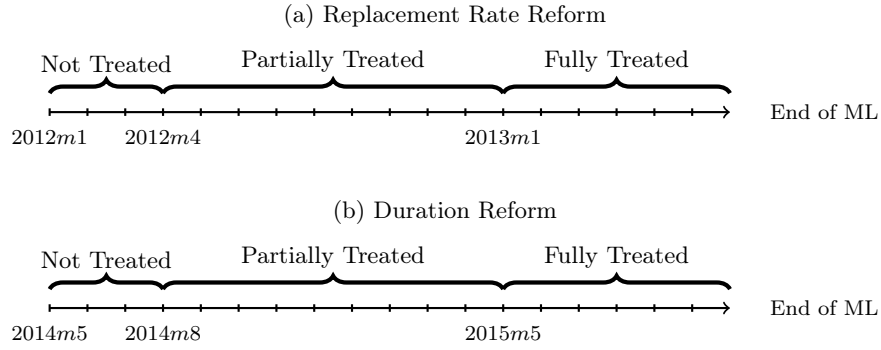 (a) Replacement Rate Reform
Not Treated Partially Treated Fully Treated
End of ML
2012m1 2012m4 2013m1
(b) Duration Reform
Not Treated Partially Treated Fully Treated
End of ML
2014m5 2014m8 2015m5